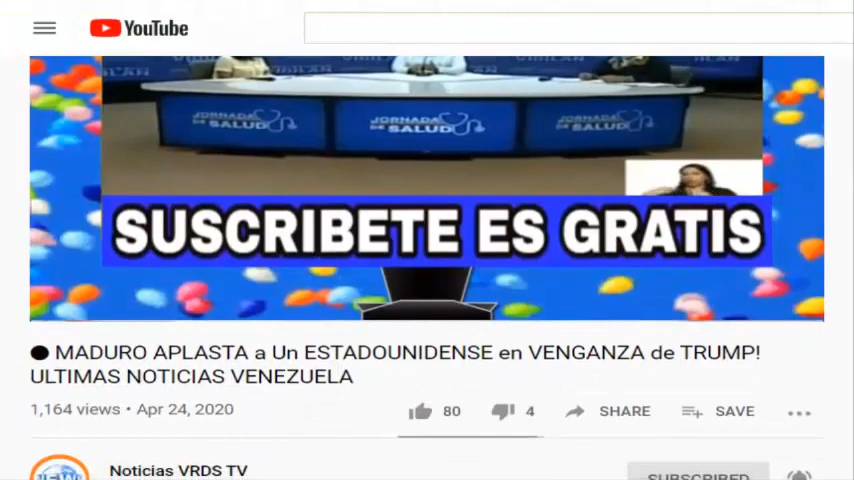 YouTube
JORNADA DE SALUD
JORNADA DE SALUD
JORNADA DE SALUD
SUSCRIBETE ES GRATIS
MADURO APLASTA a Un ESTADOUNIDENSE en VENGANZA de TRUMP!
ULTIMAS NOTICIAS VENEZUELA
1,164 views • Apr 24, 2020 80 4 SHARE SAVE
Noticias VRDS TV
SUBSCRIBED